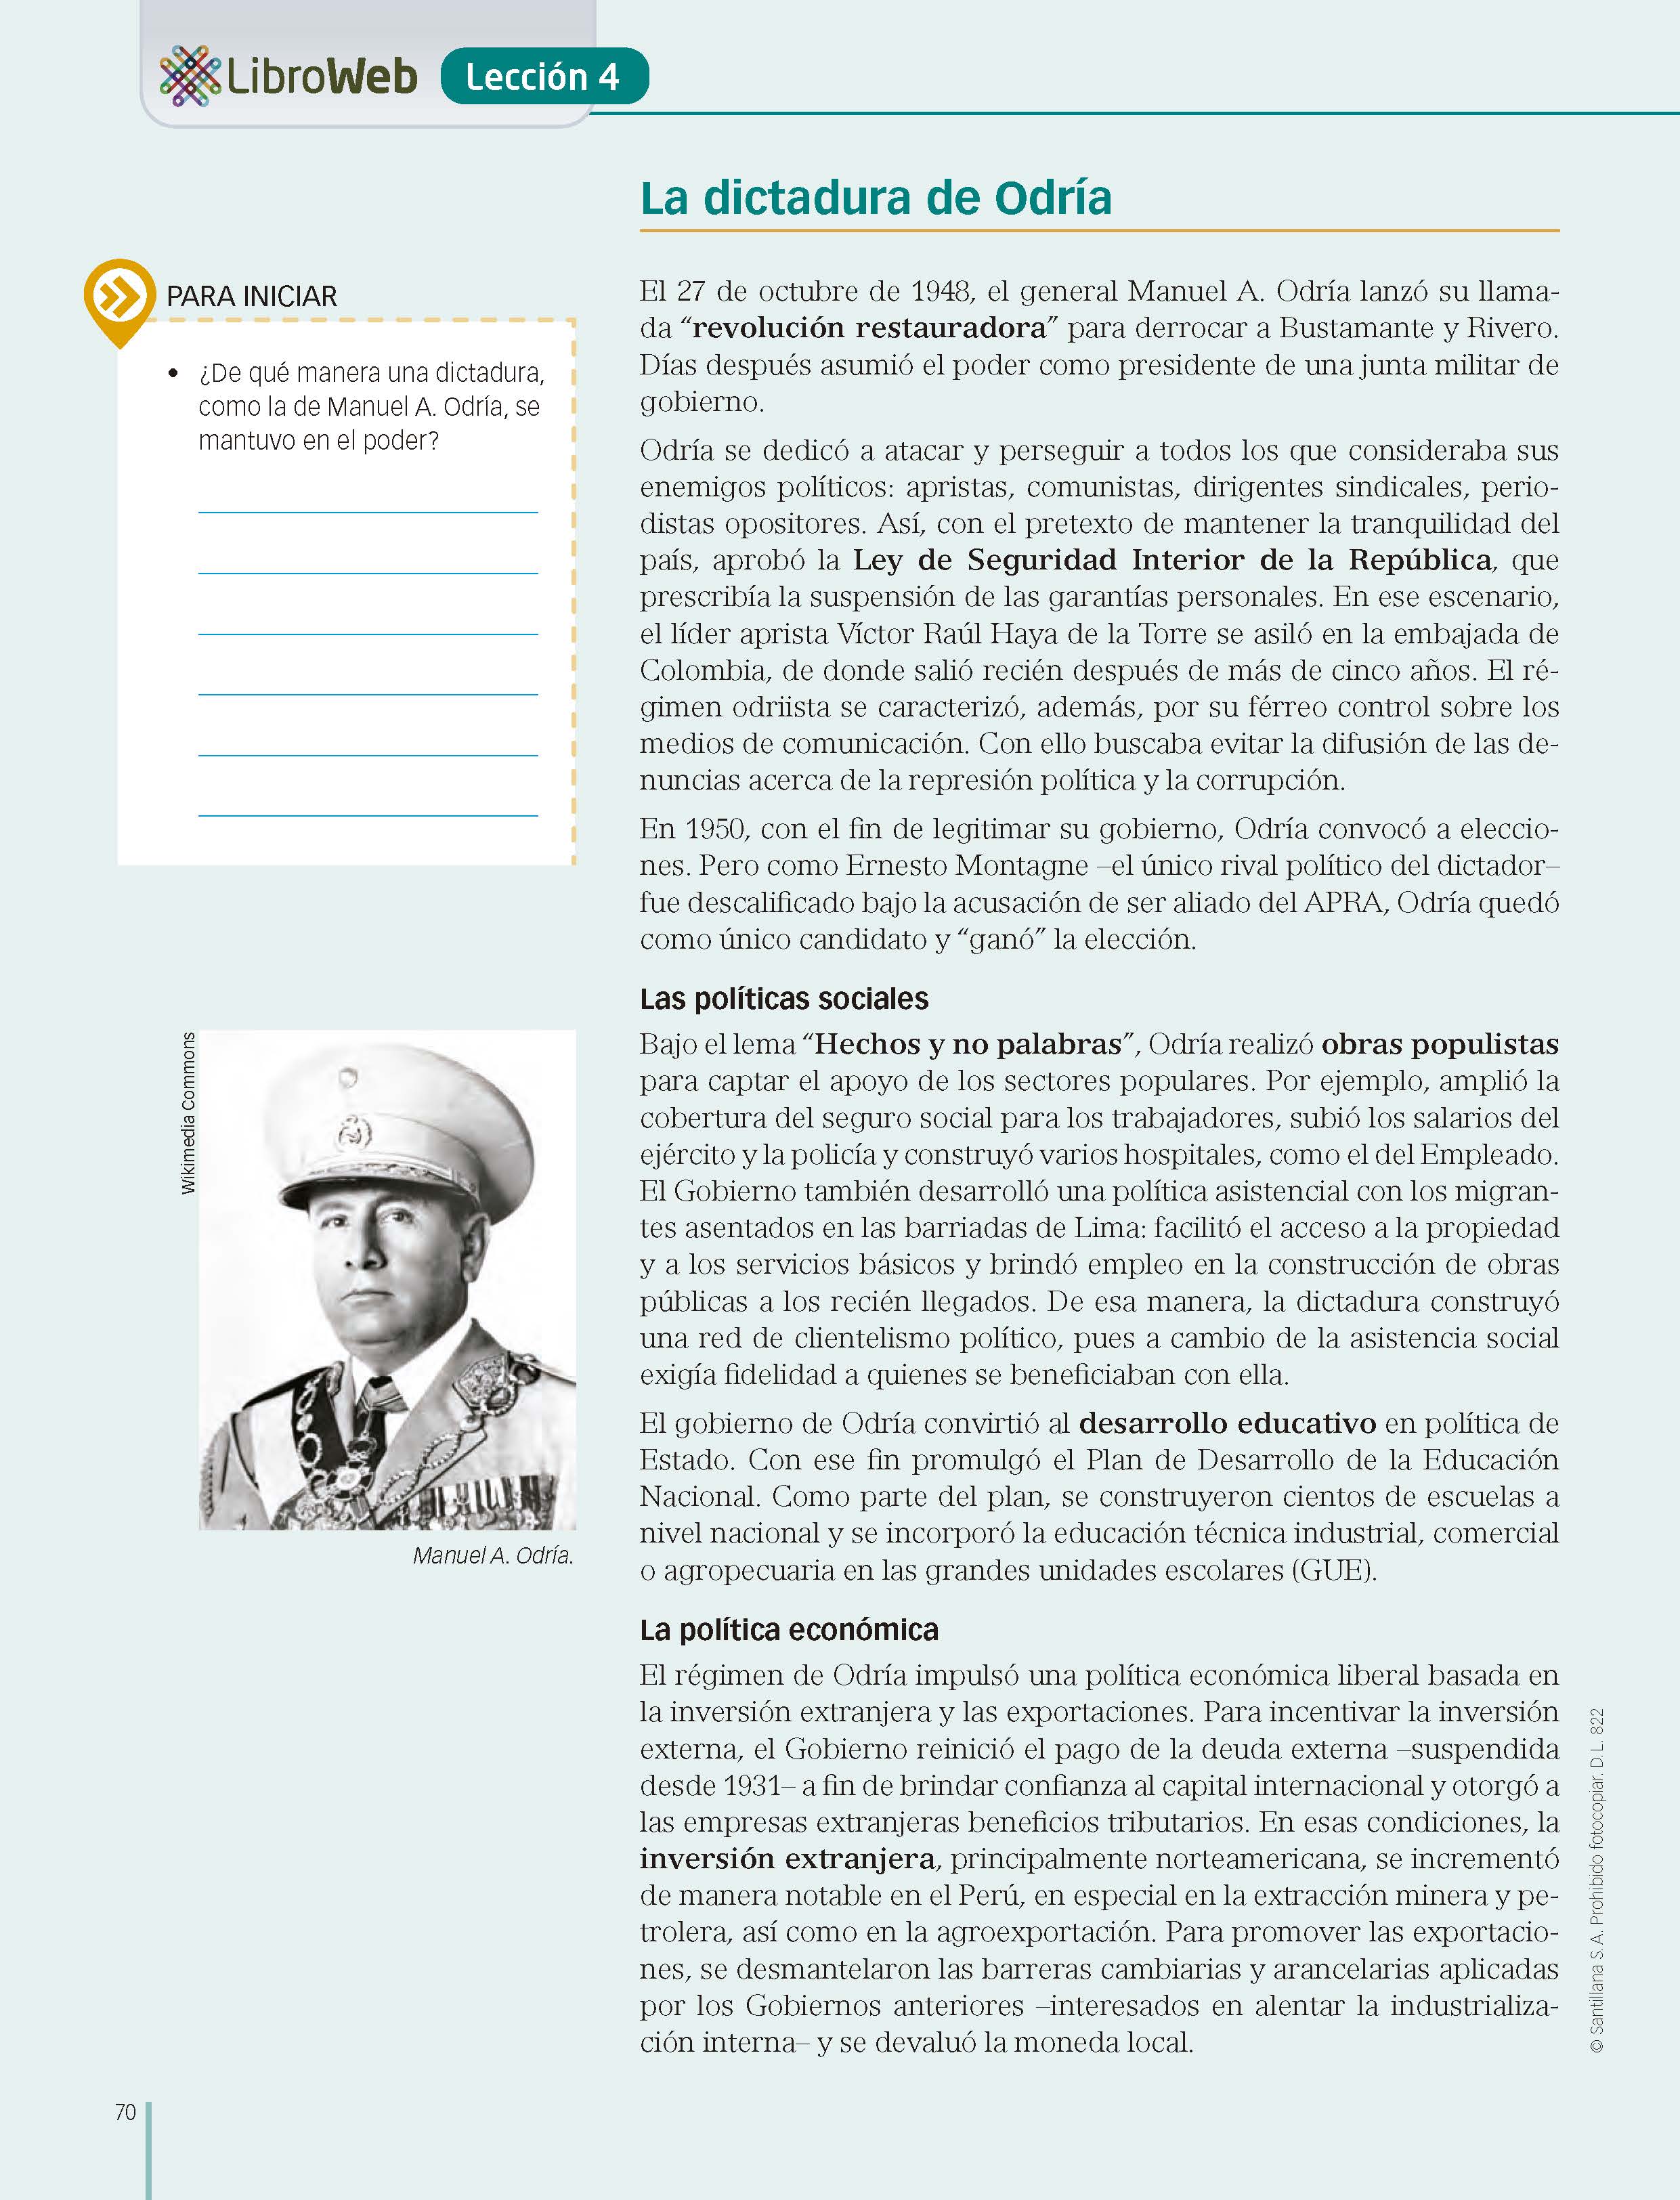 LibroWeb Lección 4
La dictadura de Odría
PARA INICIAR
• ¿De qué manera una dictadura,
como la de Manuel A. Odría, se
mantuvo en el poder?
El 27 de octubre de 1948, el general Manuel A. Odría lanzó su llama-
da “revolución restauradora” para derrocar a Bustamante y Rivero.
Días después asumió el poder como presidente de una junta militar de
gobierno.
Odría se dedicó a atacar y perseguir a todos los que consideraba sus
enemigos políticos: apristas, comunistas, dirigentes sindicales, perio-
distas opositores. Así, con el pretexto de mantener la tranquilidad del
país, aprobó la Ley de Seguridad Interior de la República, que
prescribía la suspensión de las garantías personales. En ese escenario,
el líder aprista Víctor Raúl Haya de la Torre se asiló en la embajada de
Colombia, de donde salió recién después de más de cinco años. El ré-
gimen odriista se caracterizó, además, por su férreo control sobre los
medios de comunicación. Con ello buscaba evitar la difusión de las de-
nuncias acerca de la represión política y la corrupción.
En 1950, con el fin de legitimar su gobierno, Odría convocó a eleccio-
nes. Pero como Ernesto Montagne –el único rival político del dictador–
fue descalificado bajo la acusación de ser aliado del APRA, Odría quedó
como único candidato y “ganó” la elección.
Las políticas sociales
Bajo el lema “Hechos y no palabras”, Odría realizó obras populistas
para captar el apoyo de los sectores populares. Por ejemplo, amplió la
cobertura del seguro social para los trabajadores, subió los salarios del
ejército y la policía y construyó varios hospitales, como el del Empleado.
El Gobierno también desarrolló una política asistencial con los migran-
tes asentados en las barriadas de Lima: facilitó el acceso a la propiedad
y a los servicios básicos y brindó empleo en la construcción de obras
públicas a los recién llegados. De esa manera, la dictadura construyó
una red de clientelismo político, pues a cambio de la asistencia social
exigía fidelidad a quienes se beneficiaban con ella.
El gobierno de Odría convirtió al desarrollo educativo en política de
Estado. Con ese fin promulgó el Plan de Desarrollo de la Educación
Nacional. Como parte del plan, se construyeron cientos de escuelas a
nivel nacional y se incorporó la educación técnica industrial, comercial
o agropecuaria en las grandes unidades escolares (GUE).
Wikimedia Commons
Manuel A. Odría.
La política económica
El régimen de Odría impulsó una política económica liberal basada en
la inversión extranjera y las exportaciones. Para incentivar la inversión
externa, el Gobierno reinició el pago de la deuda externa –suspendida
desde 1931– a fin de brindar confianza al capital internacional y otorgó a
las empresas extranjeras beneficios tributarios. En esas condiciones, la
inversión extranjera, principalmente norteamericana, se incrementó
de manera notable en el Perú, en especial en la extracción minera y pe-
trolera, así como en la agroexportación. Para promover las exportacio-
nes, se desmantelaron las barreras cambiarias y arancelarias aplicadas
por los Gobiernos anteriores –interesados en alentar la industrializa-
ción interna– y se devaluó la moneda local.
© Santillana S.A. Prohibido fotocopiar. D.L. 822
70